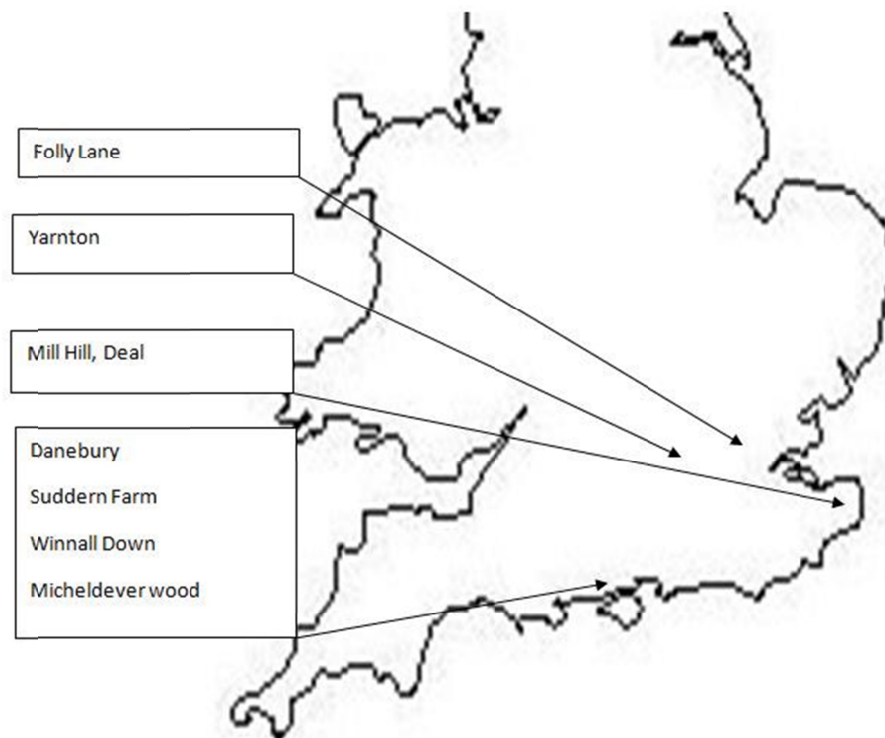 Folly Lane
Yarnton
Mill Hill, Deal
Danebury
Suddern Farm
Winnall Down
Micheldever wood